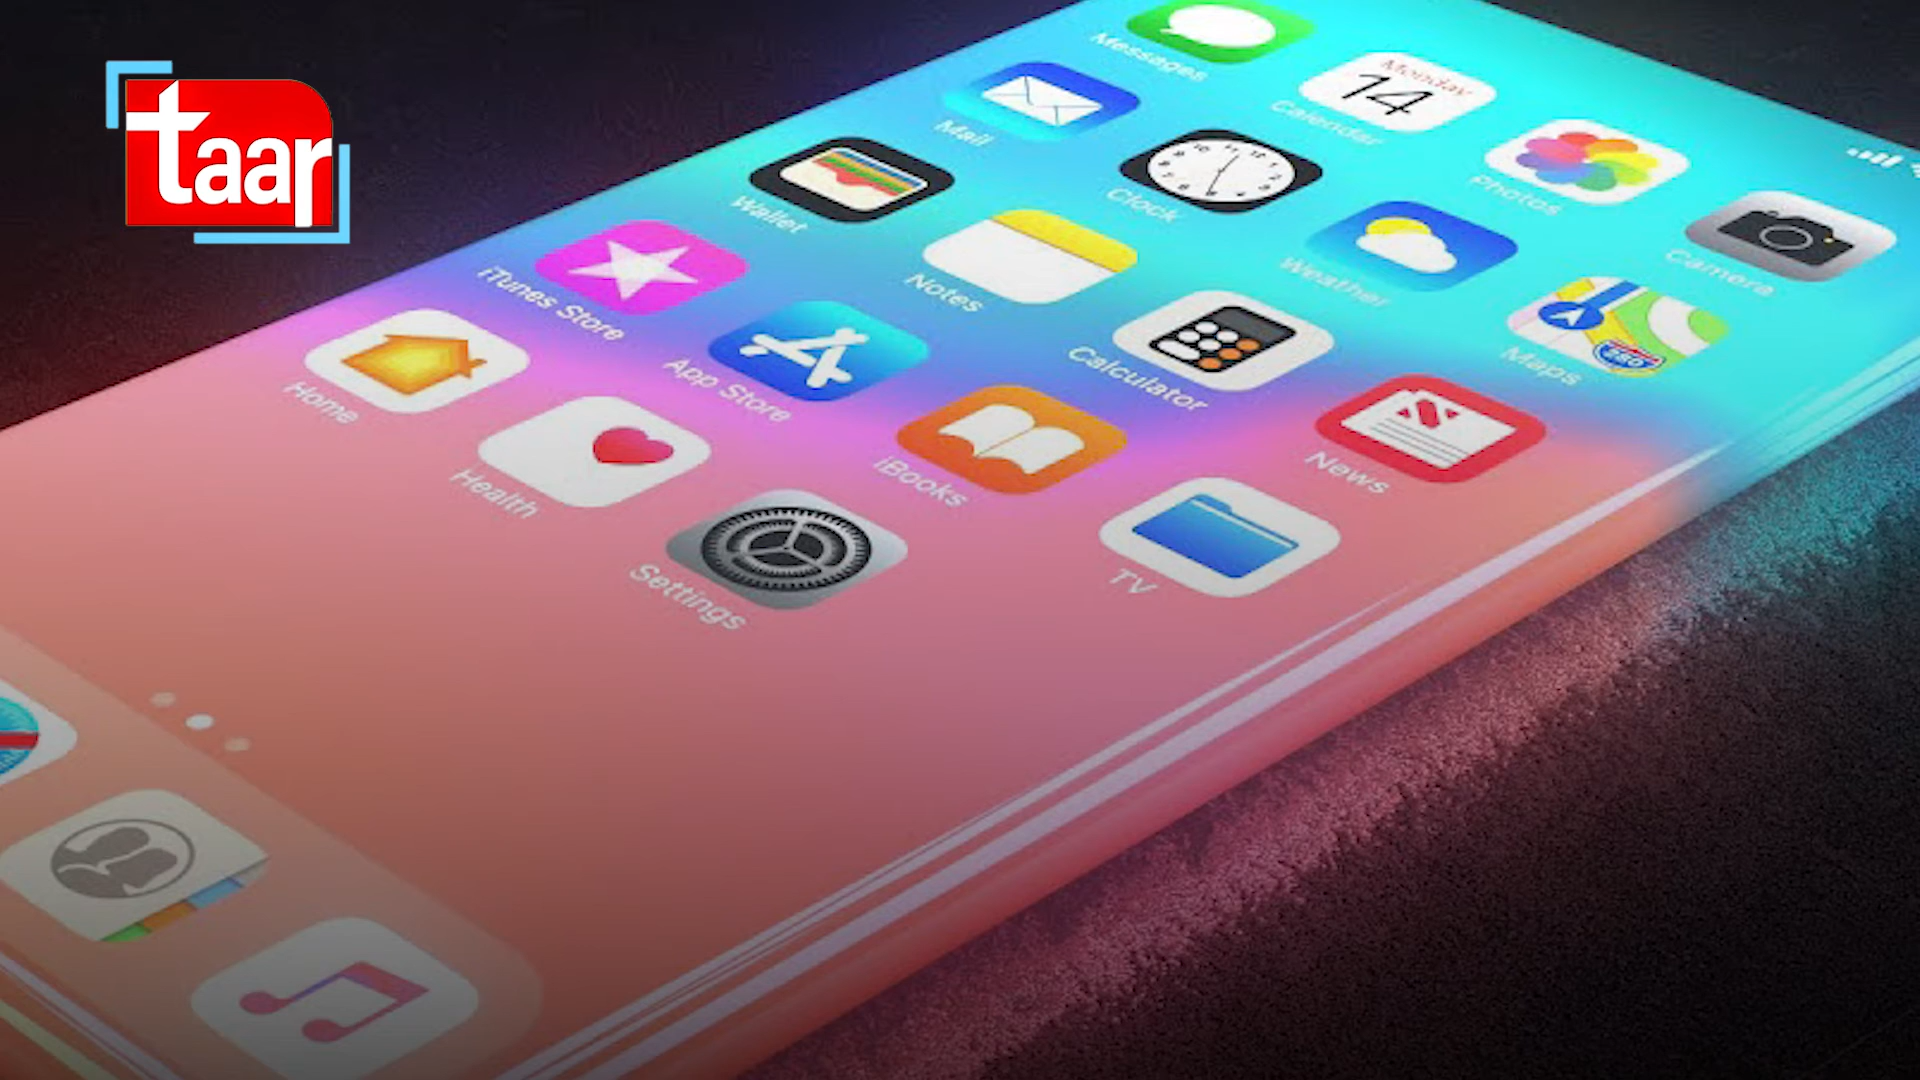 taar
Messages
Monday
14
Calendar
Mail
Photos
Clock
Camera
Wallet
Weather
Notes
280
Maps
iTunes Store
Calculator
App Store
News
Home
iBooks
Health
TV
Settings